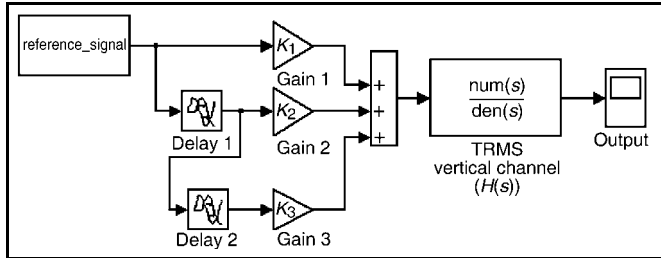 reference_signal
K1
Gain 1
+
+
+
num(s)
den(s)
TRMS
vertical channel
(H(s))
Output
Delay 1
K2
Gain 2
Delay 2
K3
Gain 3